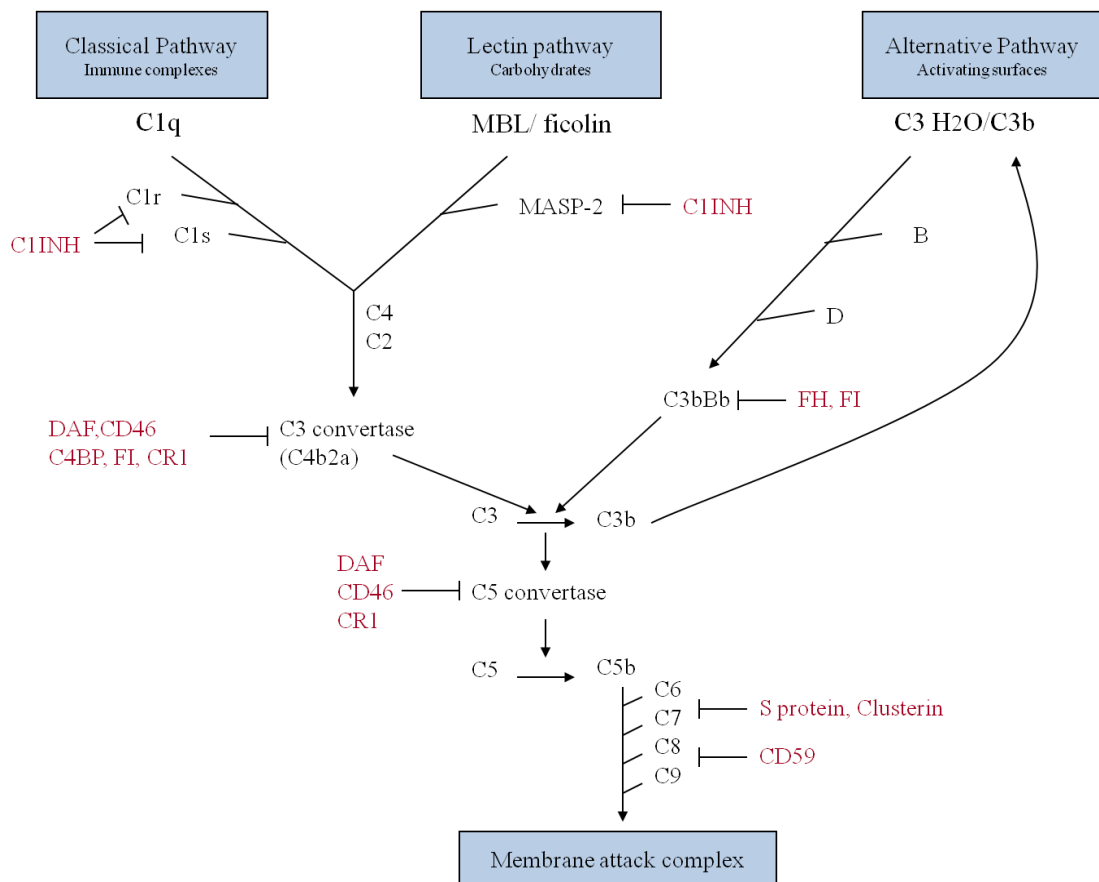 Classical Pathway
Immune complexes
Lectin pathway
Carbohydrates
Alternative Pathway
Activating surfaces
C1q
MBL/ ficolin
C3 H2O/C3b
C1r
MASP-2
C1INH
C1INH
C1s
B
C4
C2
D
C3bBb
FH, FI
DAF,CD46
C4BP, FI, CR1
C3 convertase
(C4b2a)
C3
C3b
DAF
CD46
CR1
C5 convertase
C5
C5b
C6
C7
C8
C9
S protein, Clusterin
CD59
Membrane attack complex